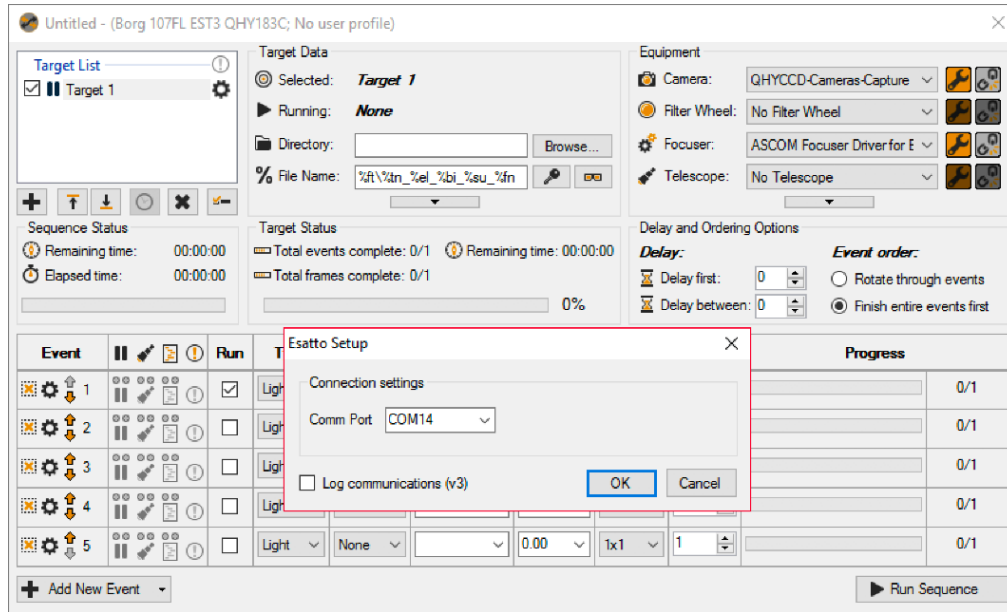 Untitled - (Borg 107FL EST3 QHY183C; No user profile)
Target List
Target 1
Target Data
Selected: Target 1
Running: None
Directory: Browse...
File Name: %ft\%tn_%el_%bi_%su_%fn
Equipment
Camera: QHYCCD-Cameras-Capture
Filter Wheel: No Filter Wheel
Focuser: ASCOM Focuser Driver for E
Telescope: No Telescope
Sequence Status
Remaining time: 00:00:00
Elapsed time: 00:00:00
Target Status
Total events complete: 0/1 Remaining time: 00:00:00
Total frames complete: 0/1
0%
Delay and Ordering Options
Delay: Event order:
Delay first: 0 Rotate through events
Delay between: 0 Finish entire events first
Event Run T Progress
1 Ligh 0/1
2 Ligh 0/1
3 Ligh 0/1
4 Ligh 0/1
5 Light None 0.00 1x1 1 0/1
Esatto Setup
Connection settings
Comm Port COM14
Log communications (v3) OK Cancel
Add New Event Run Sequence